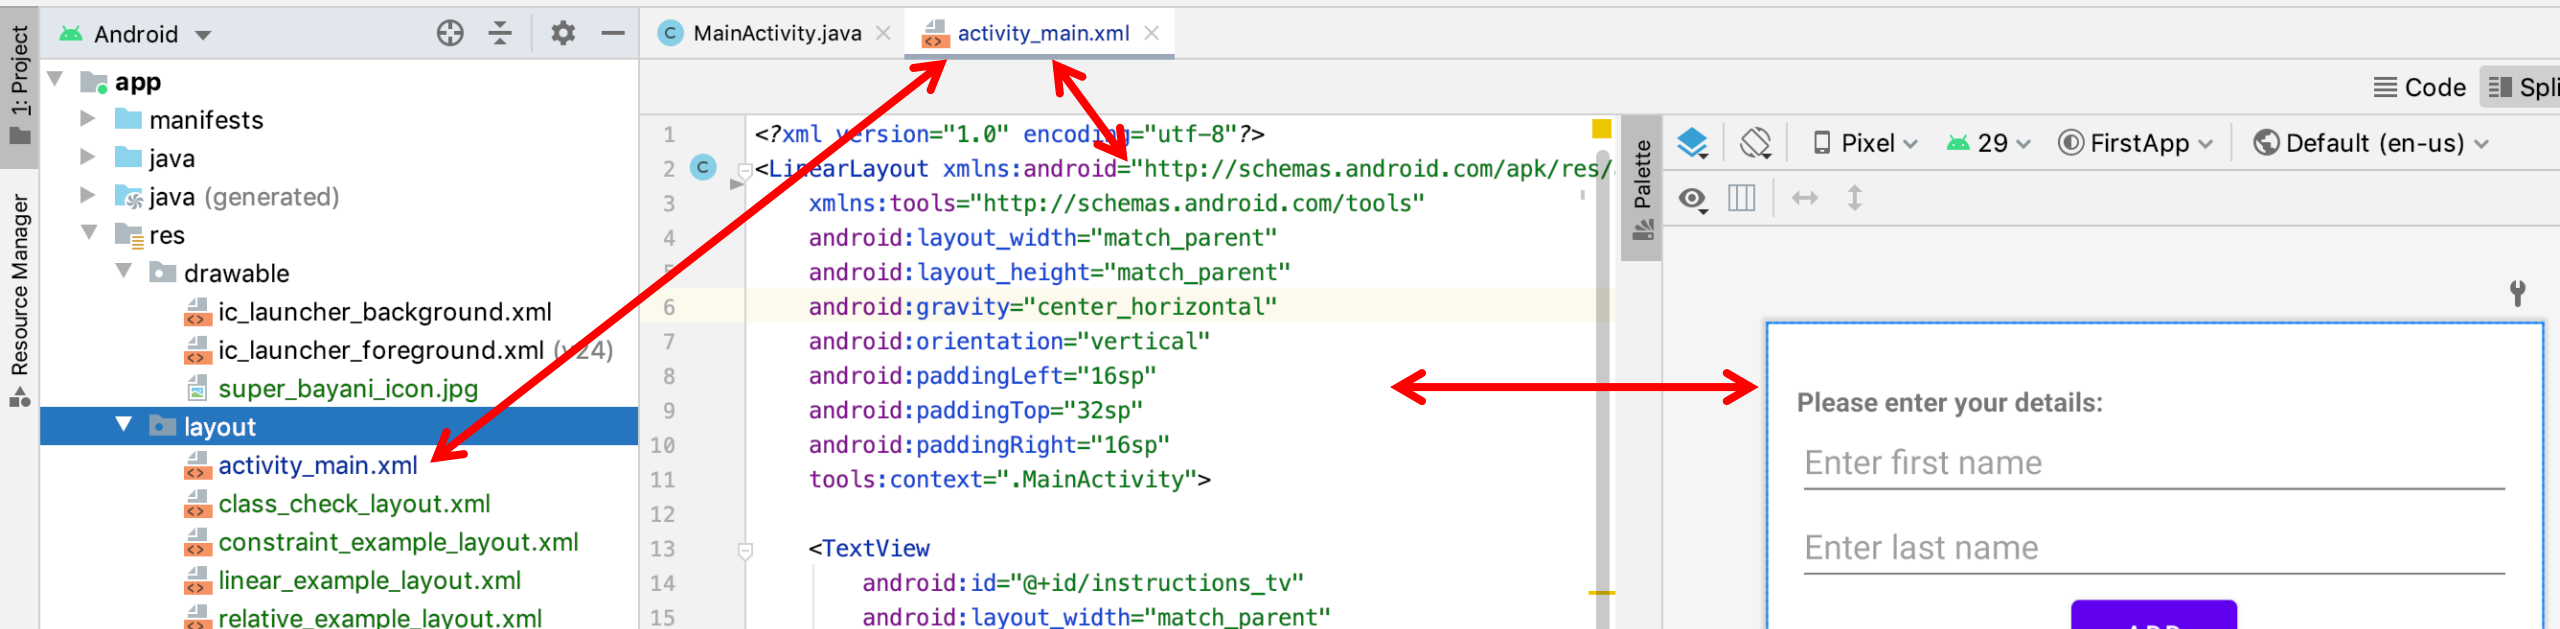 1: Project
Resource Manager
Android
app
manifests
java
java (generated)
res
drawable
ic_launcher_background.xml
ic_launcher_foreground.xml (v24)
super_bayani_icon.jpg
layout
activity_main.xml
class_check_layout.xml
constraint_example_layout.xml
linear_example_layout.xml
relative_example_layout.xml
C MainActivity.java
activity_main.xml
Code
Spli
1 <?xml version="1.0" encoding="utf-8"?>
2 C <LinearLayout xmlns:android="http://schemas.android.com/apk/res/
3 xmlns:tools="http://schemas.android.com/tools"
4 android:layout_width="match_parent"
5 android:layout_height="match_parent"
6 android:gravity="center_horizontal"
7 android:orientation="vertical"
8 android:paddingLeft="16sp"
9 android:paddingTop="32sp"
10 android:paddingRight="16sp"
11 tools:context=".MainActivity">
12
13 <TextView
14 android:id="@+id/instructions_tv"
15 android:layout_width="match_parent"
Palette
Pixel
29
FirstApp
Default (en-us)
Please enter your details:
Enter first name
Enter last name
ADD